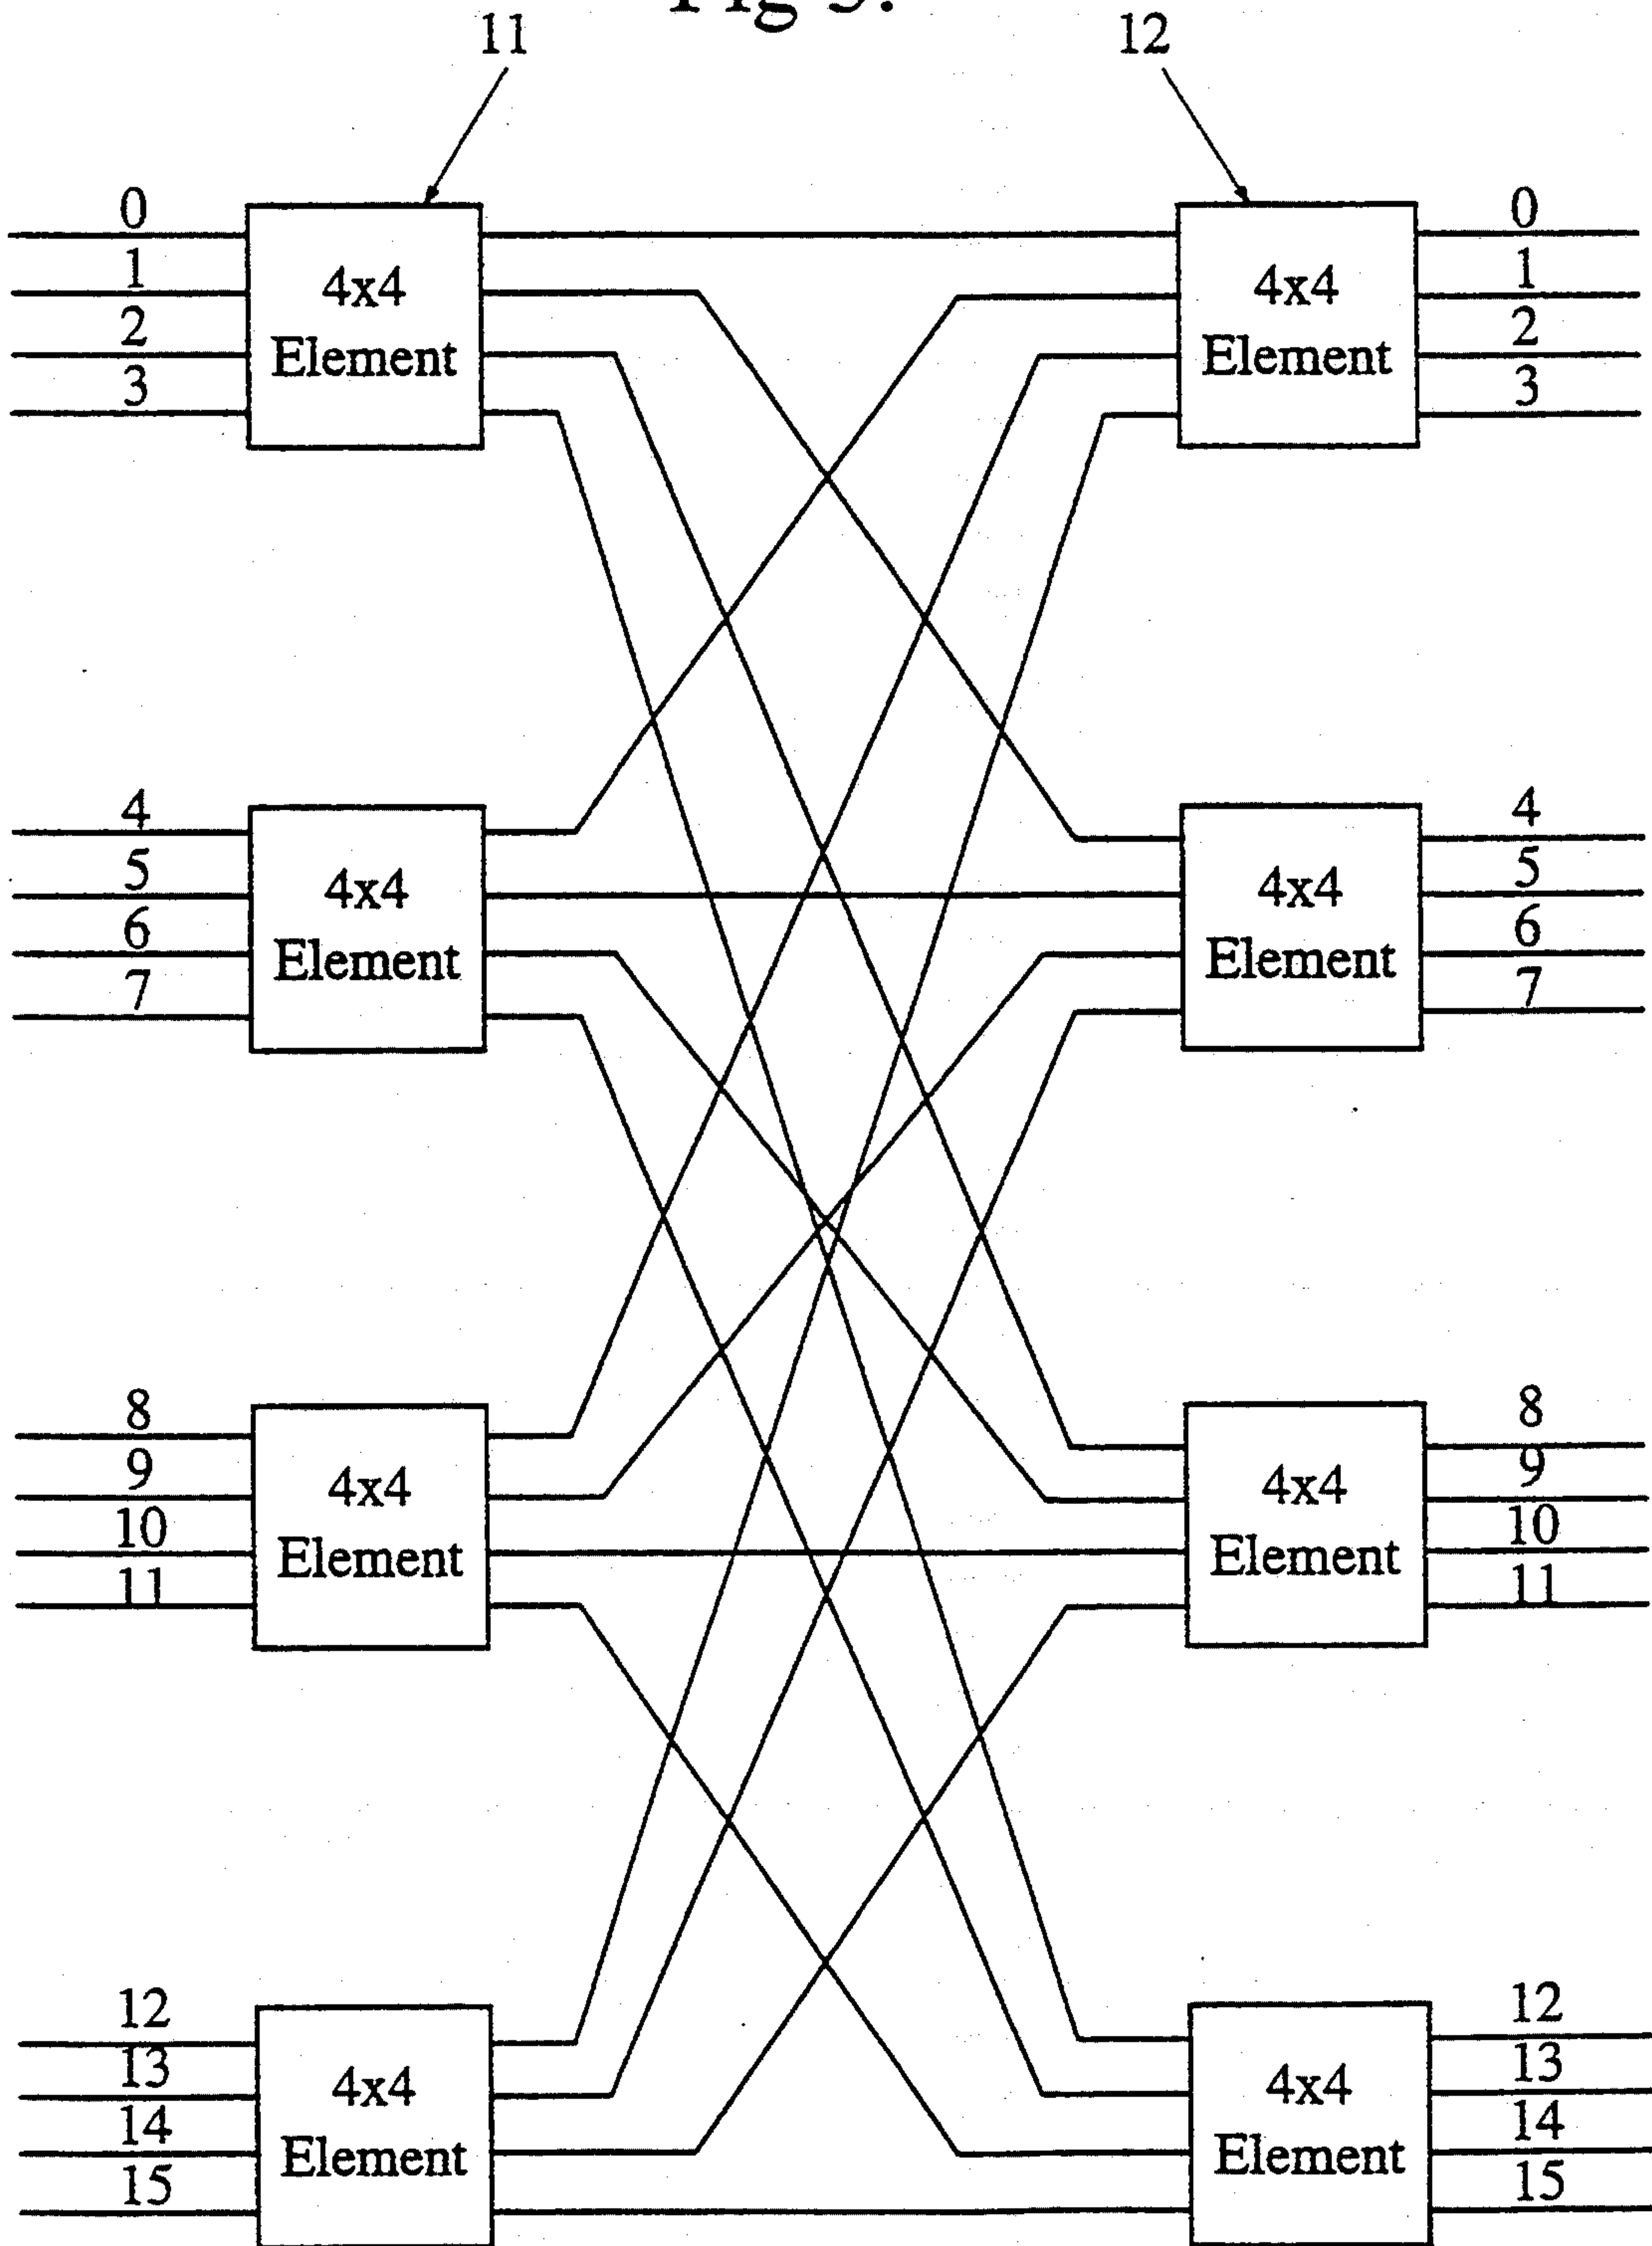 Fig 5.
11 12
0 0
1 1
4x4 4x4
2 2
Element Element
3 3
4 4
5 5
4x4 4x4
6 6
Element Element
7 7
8 8
9 9
4x4 4x4
10 10
Element Element
11 11
12 12
13 13
4x4 4x4
14 14
Element Element
15 15